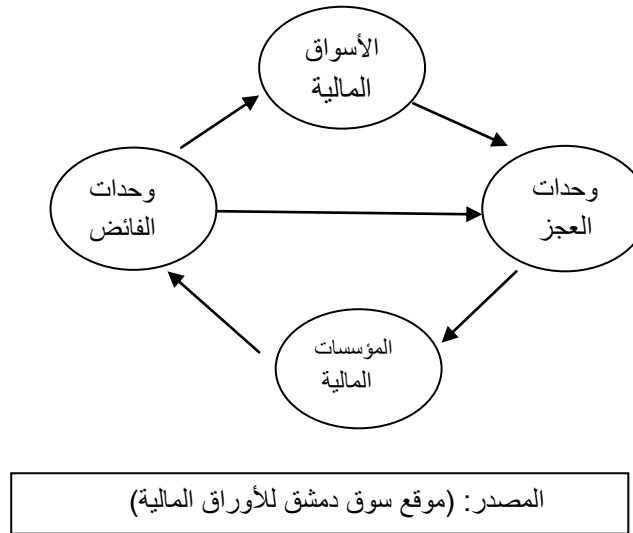 الأسواق
المالية
وحدات
العجز
وحدات
الفائض
المؤسسات
المالية
المصدر: (موقع سوق دمشق للأوراق المالية)